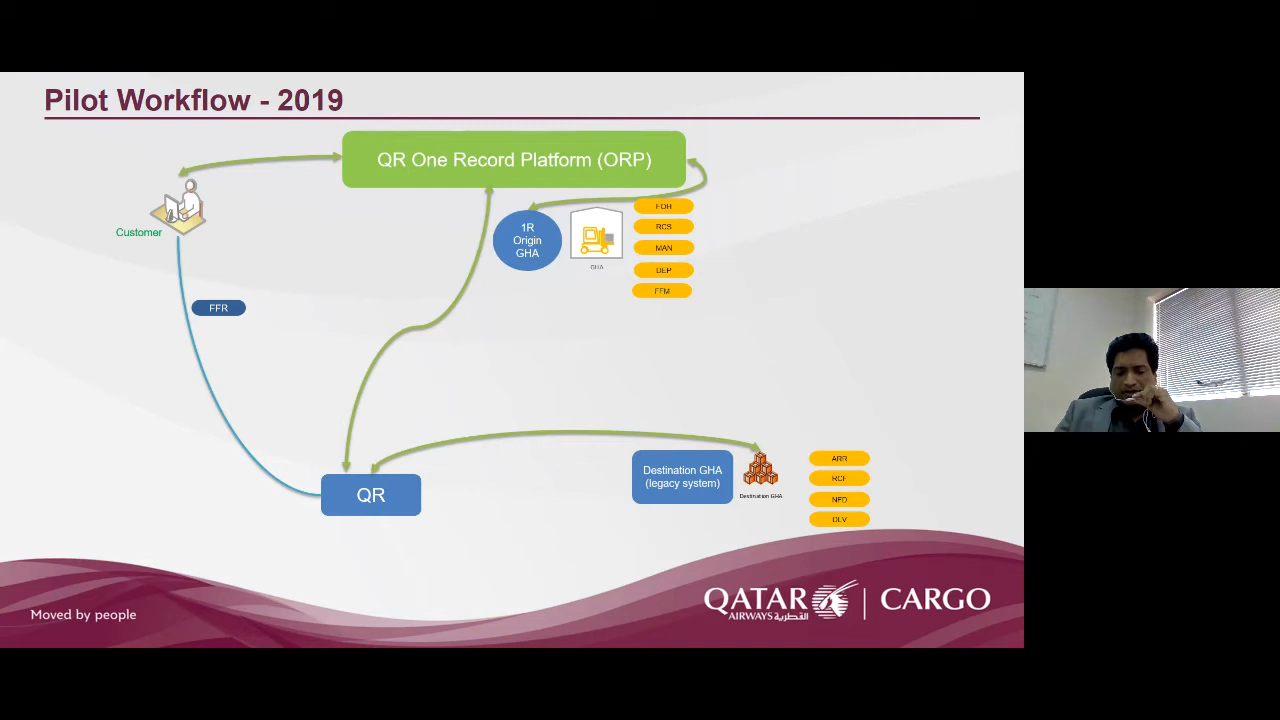 Pilot Workflow - 2019
QR One Record Platform (ORP)
Customer
FFR
1R
Origin
GHA
GHA
FOH
RCS
MAN
DEP
FFM
QR
Destination GHA
(legacy system)
Destination GHA
ARR
RCF
NFD
DLV
Moved by people
QATAR
AIRWAYS القطرية
CARGO